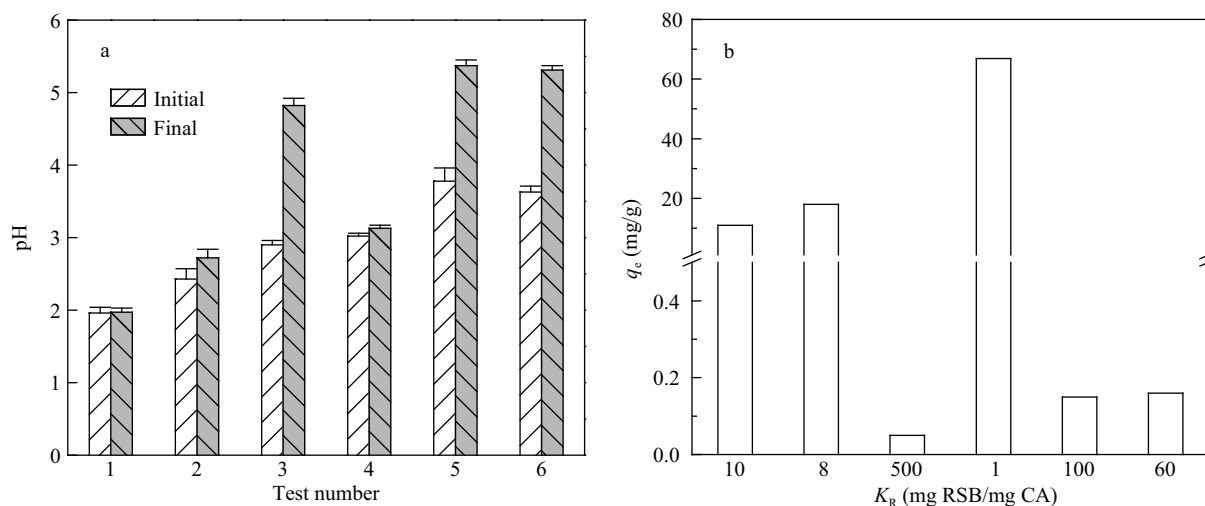 a
Initial
Final
6
5
4
3
2
1
0
pH
1 2 3 4 5 6
Test number
b
80
60
40
20
0.4
0.2
0.0
qe (mg/g)
10 8 500 1 100 60
KR (mg RSB/mg CA)